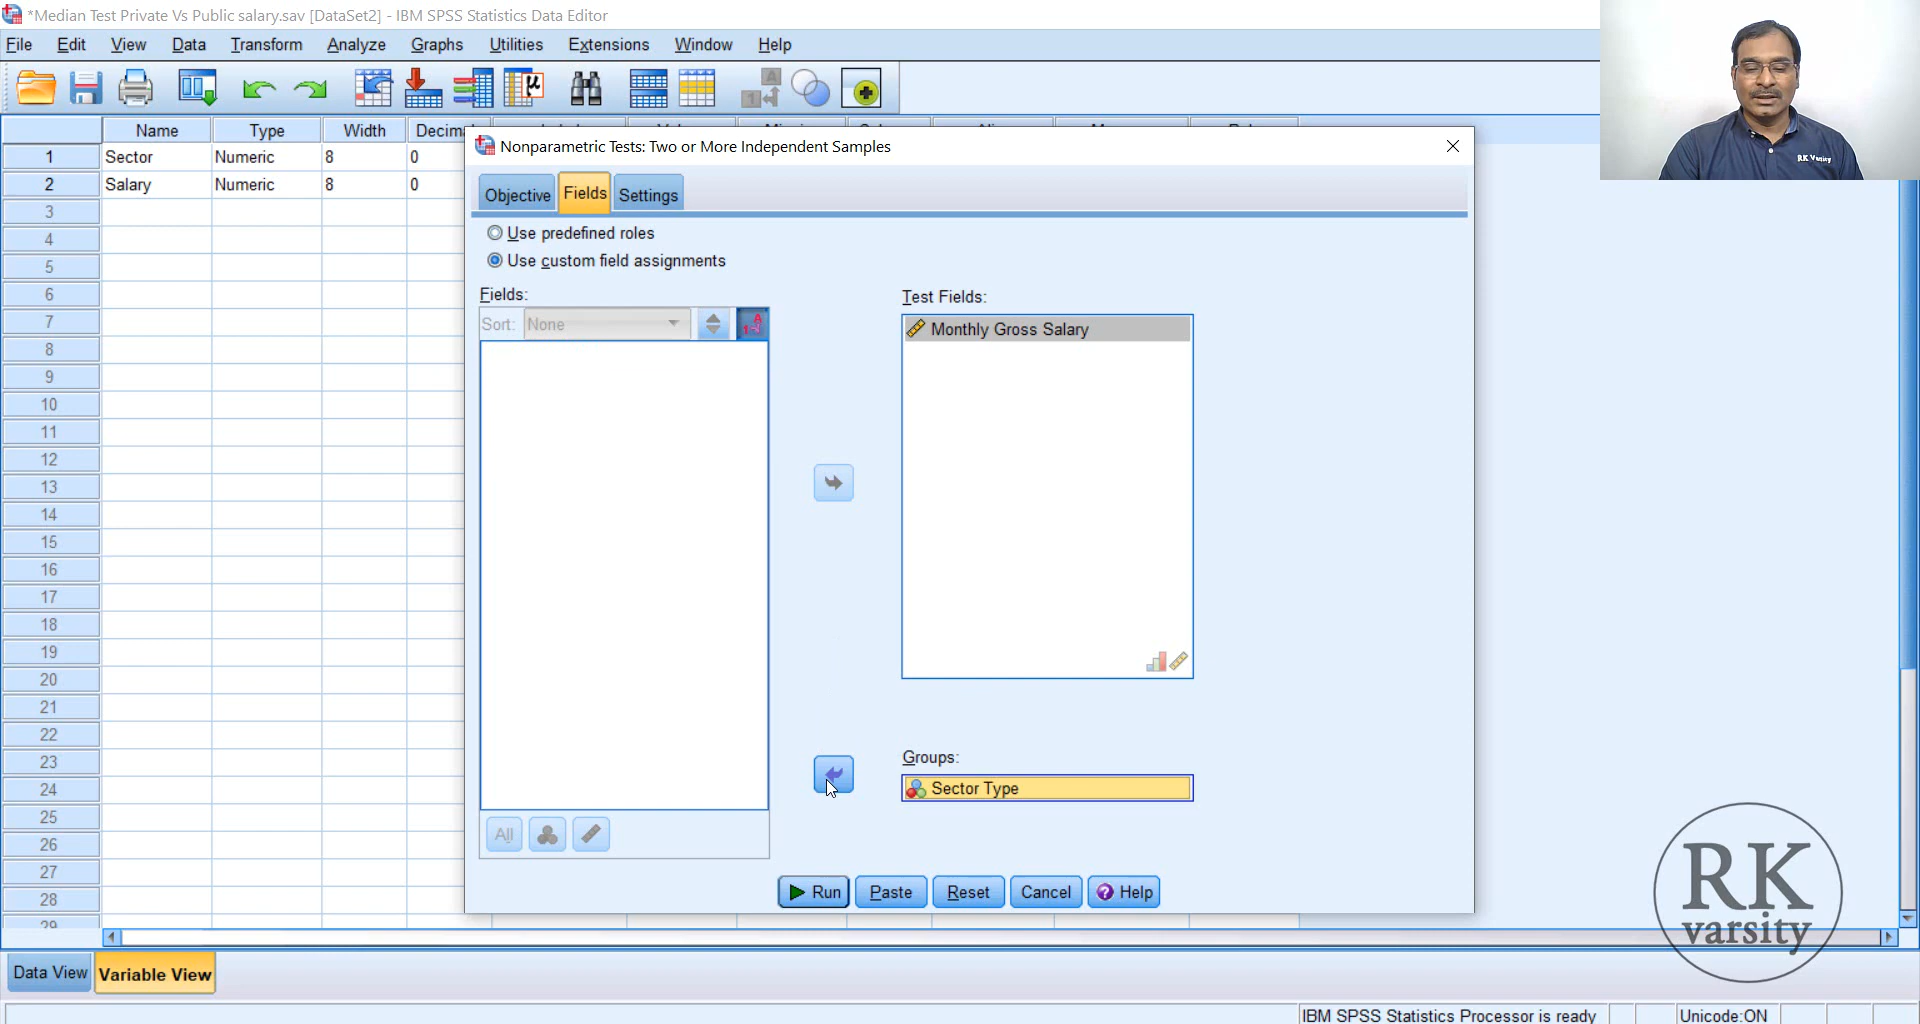 *Median Test Private Vs Public salary.sav [DataSet2] - IBM SPSS Statistics Data Editor
File Edit View Data Transform Analyze Graphs Utilities Extensions Window Help
Name Type Width Decima
1 Sector Numeric 8 0
2 Salary Numeric 8 0
3
4
5
6
7
8
9
10
11
12
13
14
15
16
17
18
19
20
21
22
23
24
25
26
27
28
29
Nonparametric Tests: Two or More Independent Samples
Objective Fields Settings
Use predefined roles
Use custom field assignments
Fields:
Sort: None
Test Fields:
Monthly Gross Salary
Groups:
Sector Type
All
Run Paste Reset Cancel Help
Data View Variable View
IBM SPSS Statistics Processor is ready Unicode:ON
RK Varsity
RK
varsity